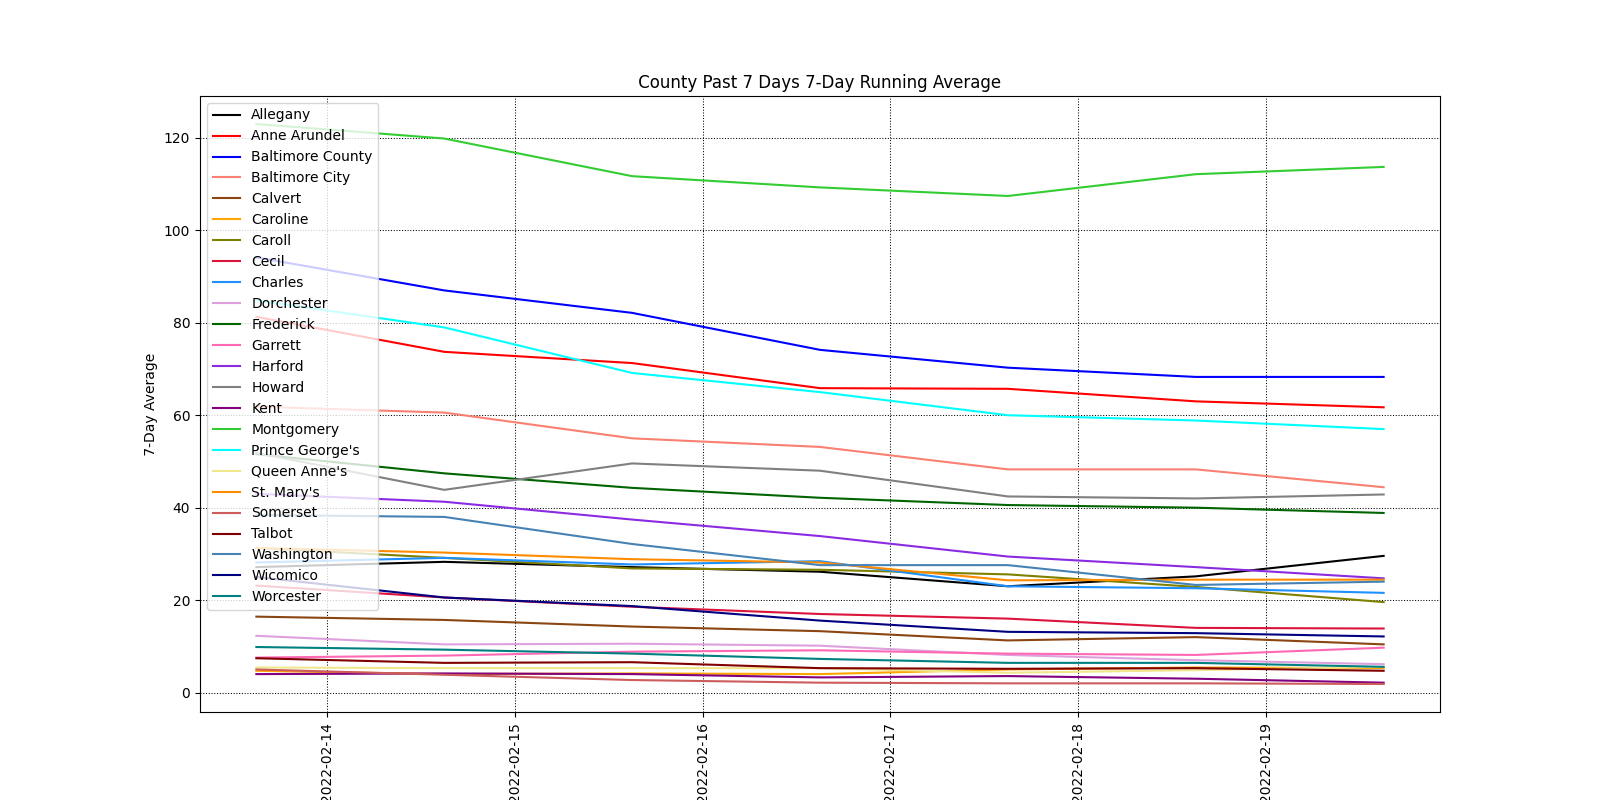 County Past 7 Days 7-Day Running Average
7-Day Average
120
100
80
60
40
20
0
Allegany
Anne Arundel
Baltimore County
Baltimore City
Calvert
Caroline
Caroll
Cecil
Charles
Dorchester
Frederick
Garrett
Harford
Howard
Kent
Montgomery
Prince George's
Queen Anne's
St. Mary's
Somerset
Talbot
Washington
Wicomico
Worcester
2022-02-14
2022-02-15
2022-02-16
2022-02-17
2022-02-18
2022-02-19